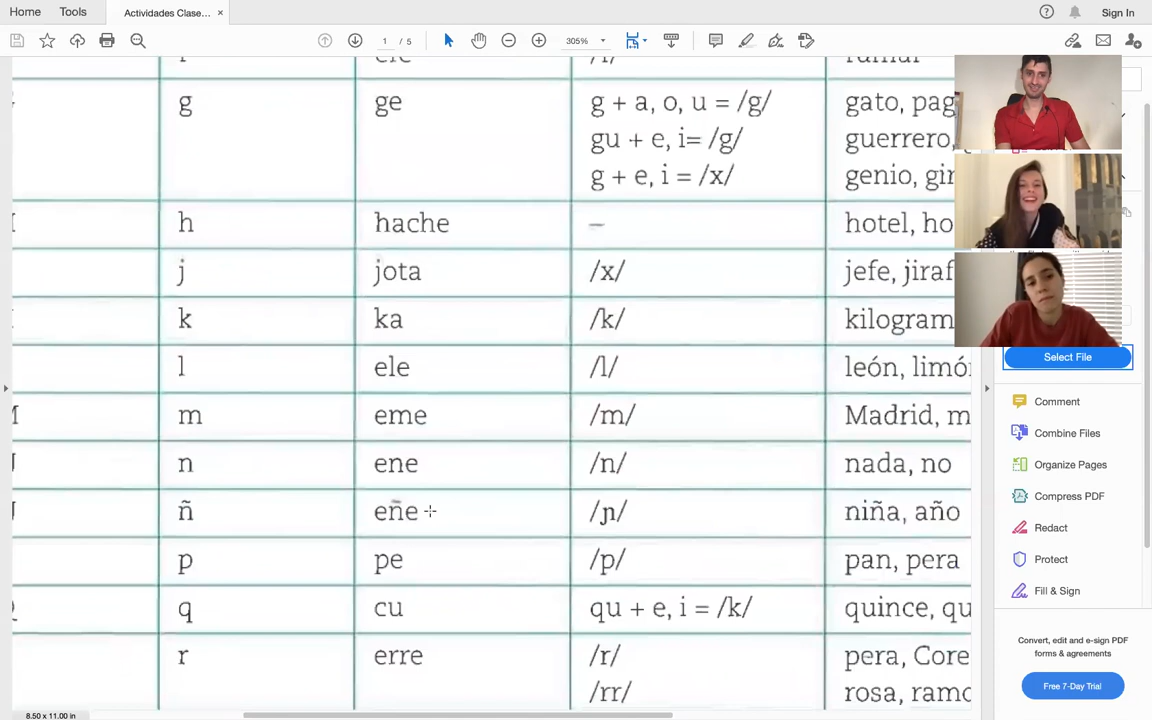 Home
Tools
Actividades Clase...
Sign In
1 / 5
305%
g
ge
g + a, o, u = /g/
gu + e, i= /g/
g + e, i = /x/
gato, pag
guerrero,
genio, gir
h
hache
–
hotel, ho
j
jota
/x/
jefe, jiraf
k
ka
/k/
kilogram
l
ele
/l/
león, limón
m
eme
/m/
Madrid, m
n
ene
/n/
nada, no
ñ
eñe
/ɲ/
niña, año
p
pe
/p/
pan, pera
q
cu
qu + e, i = /k/
quince, qu
r
erre
/r/
/rr/
pera, Core
rosa, ramo
Select File
Comment
Combine Files
Organize Pages
Compress PDF
Redact
Protect
Fill & Sign
Convert, edit and e-sign PDF
forms & agreements
Free 7-Day Trial
8.50 x 11.00 in